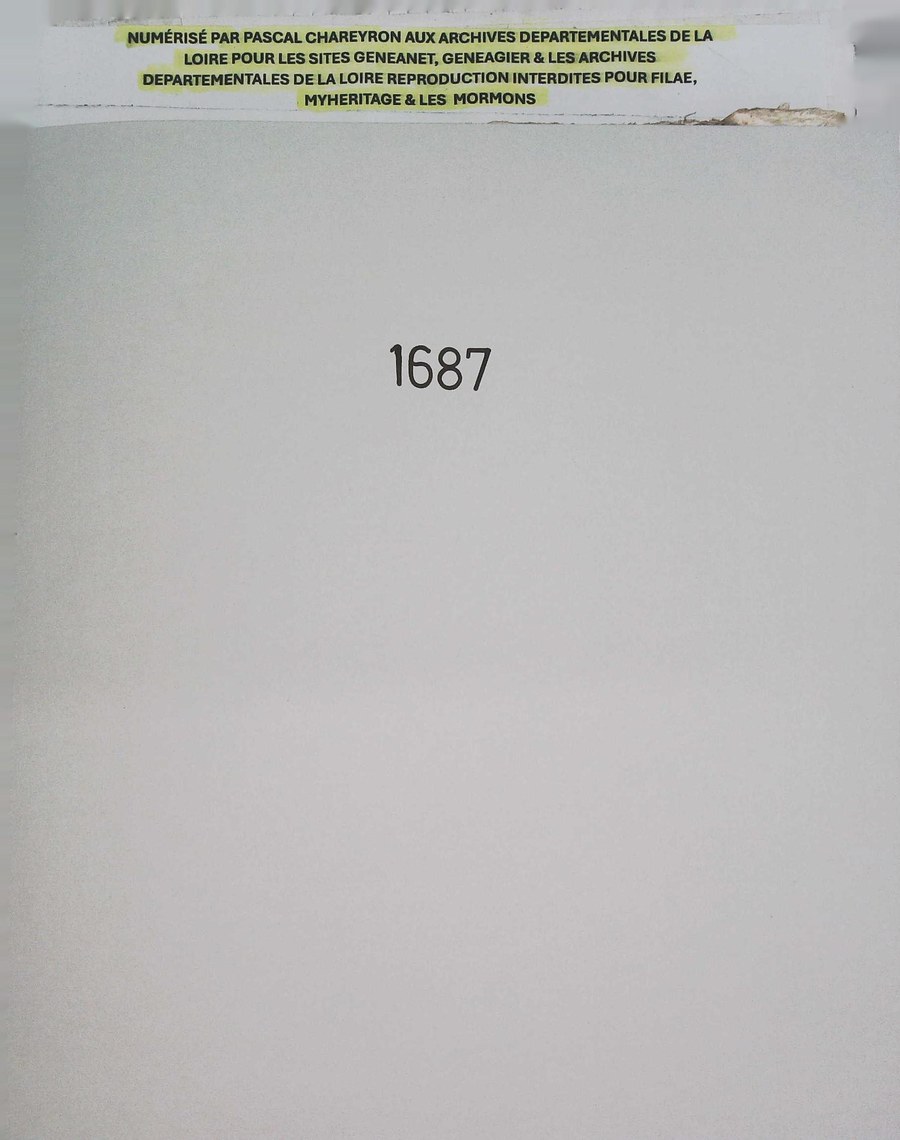 NUMÉRISÉ PAR PASCAL CHAREYRON AUX ARCHIVES DEPARTEMENTALES DE LA
LOIRE POUR LES SITES GENEANET, GENEAGIER & LES ARCHIVES
DEPARTEMENTALES DE LA LOIRE REPRODUCTION INTERDITES POUR FILAE,
MYHERITAGE & LES MORMONS
1687